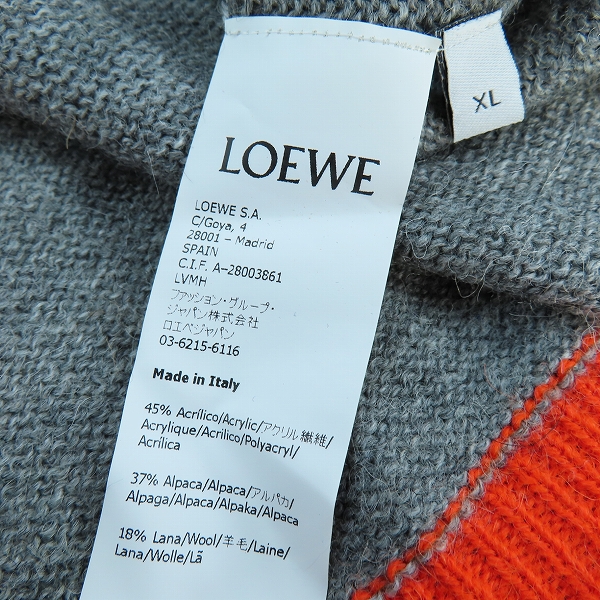 XL
LOEWE
LOEWE S.A.
C/Goya, 4
28001 – Madrid
SPAIN
C.I.F. A–28003861
LVMH
ファッション・グループ・
ジャパン株式会社
ロエベジャパン
03-6215-6116
Made in Italy
45% Acrílico/Acrylic/アクリル繊維/
Acrylique/Acrilico/Polyacryl/
Acrílica
37% Alpaca/Alpaca/アルパカ/
Alpaga/Alpaca/Alpaka/Alpaca
18% Lana/Wool/羊毛/Laine/
Lana/Wolle/Lã